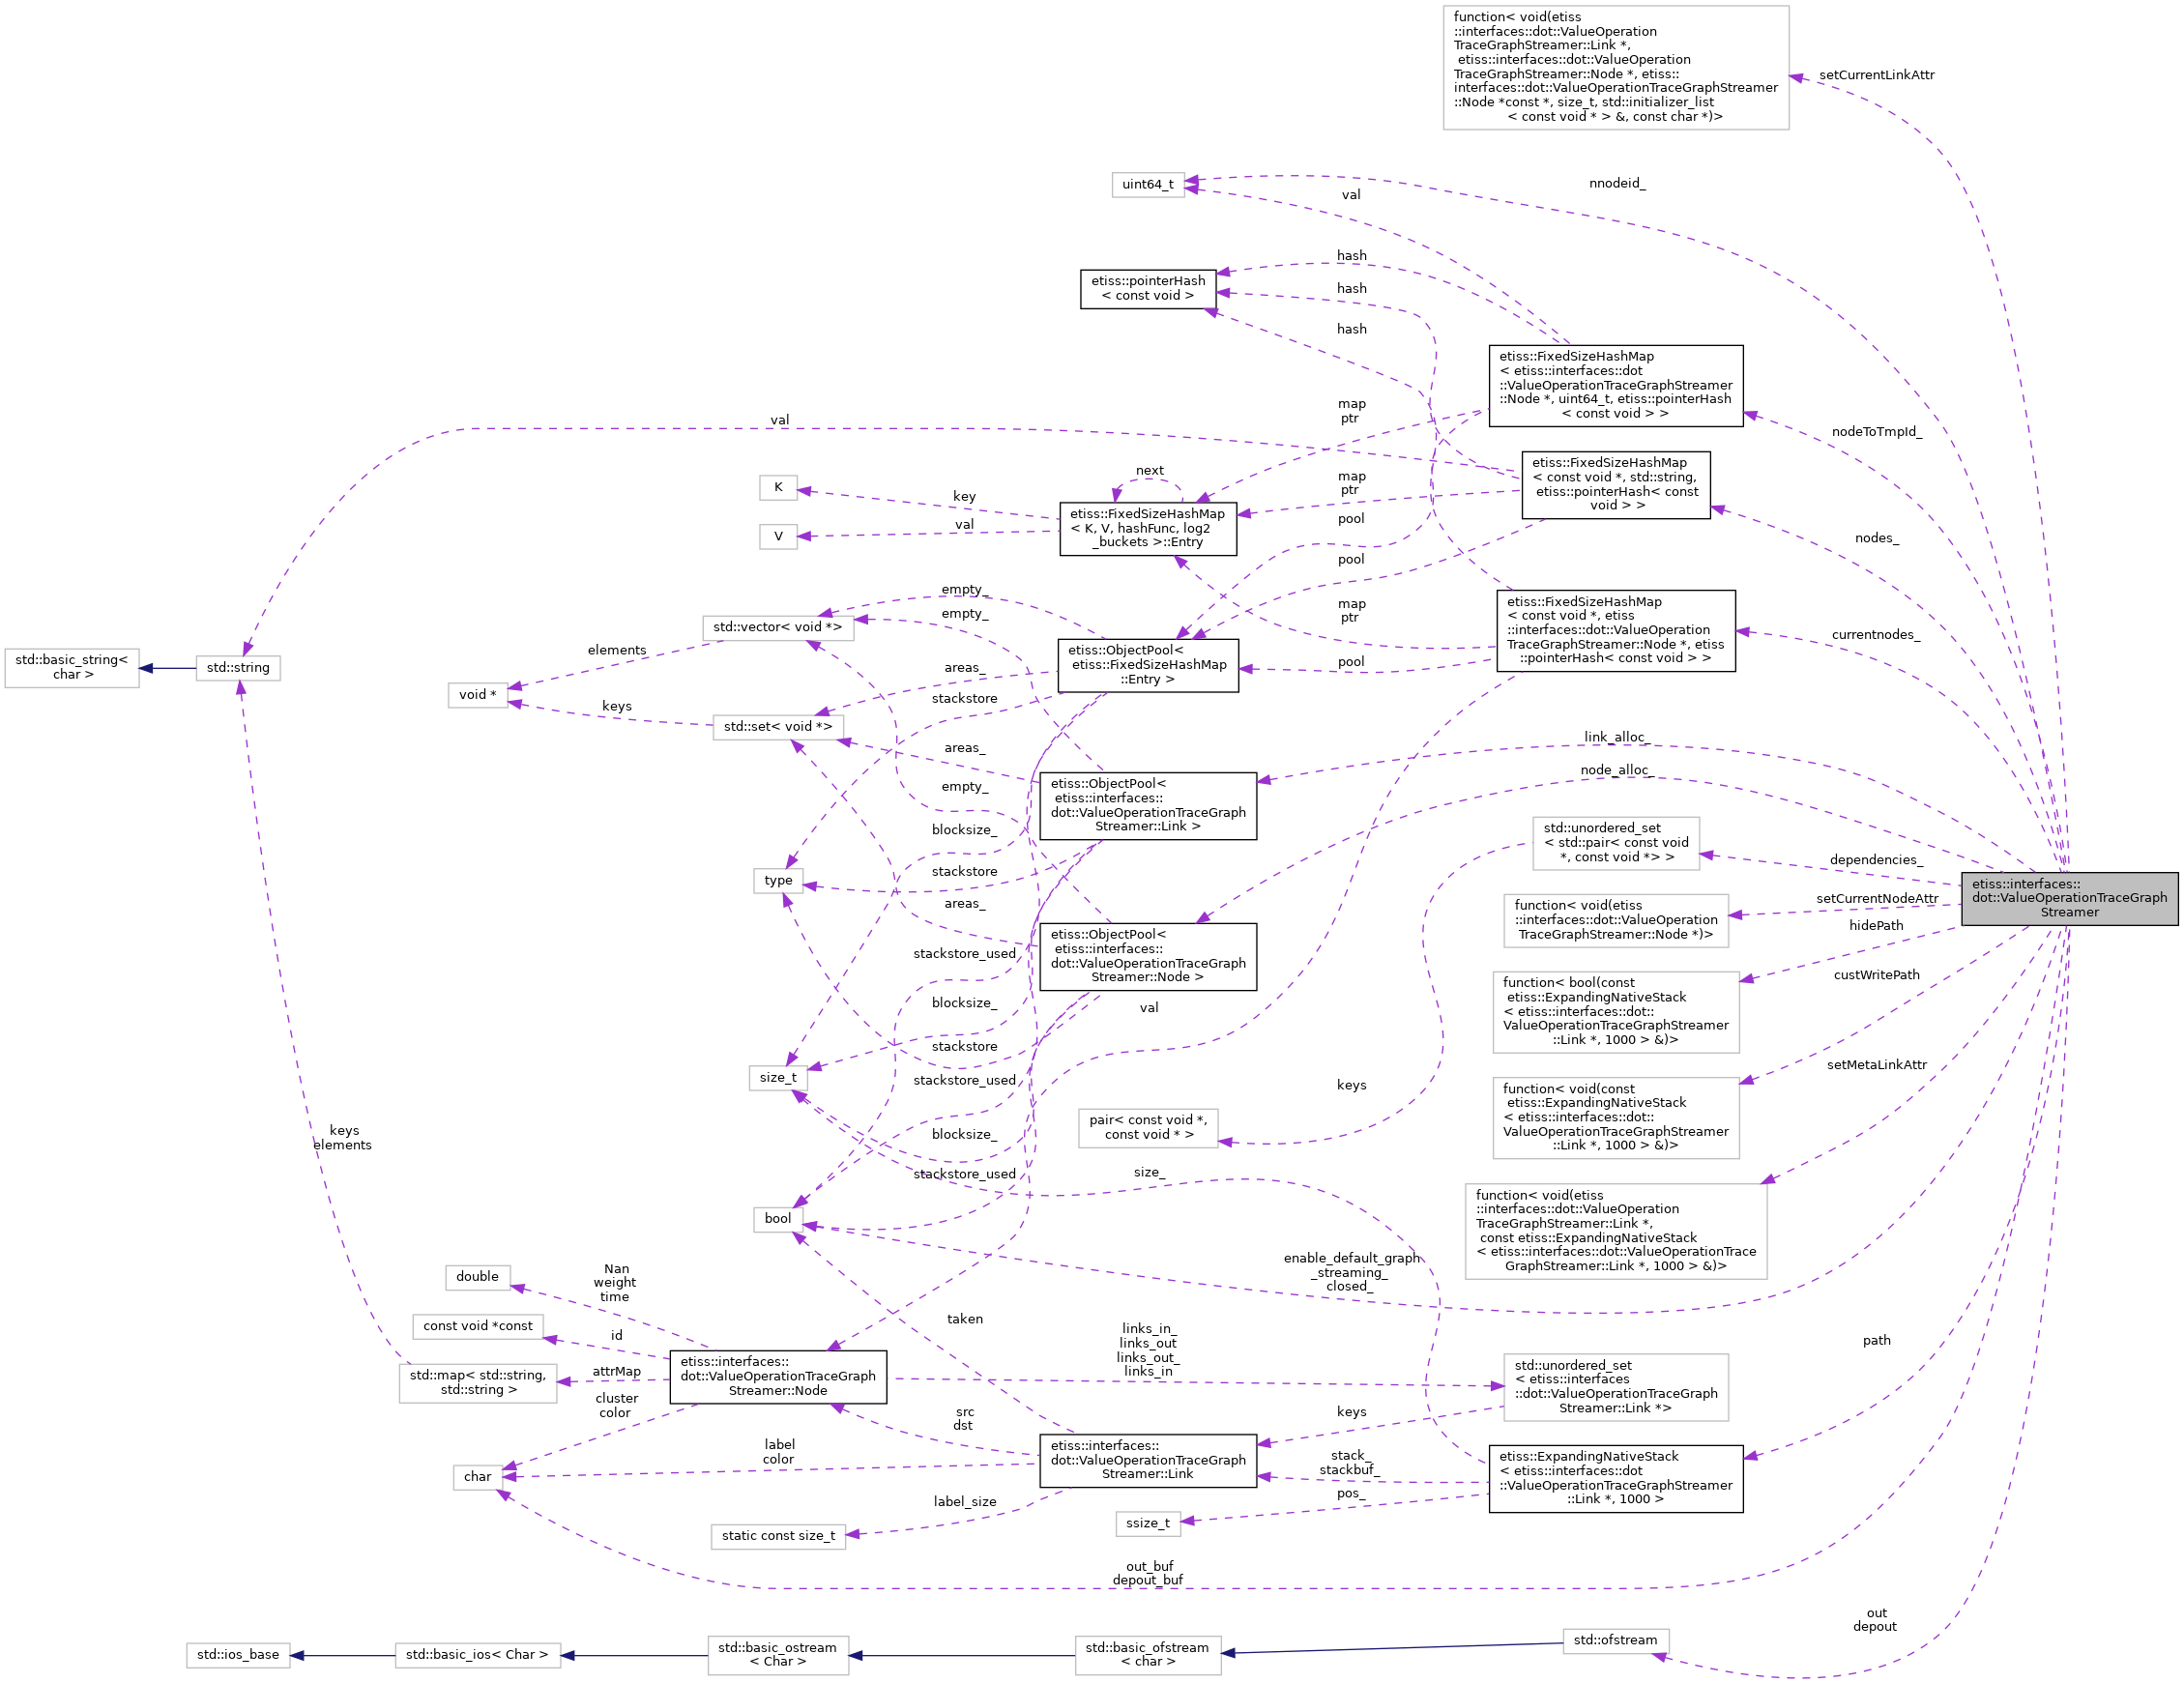 function< void(etiss
::interfaces::dot::ValueOperation
TraceGraphStreamer::Link *,
etiss::interfaces::dot::ValueOperation
TraceGraphStreamer::Node *, etiss::
interfaces::dot::ValueOperationTraceGraphStreamer
::Node *const *, size_t, std::initializer_list
< const void * > &, const char *)>
setCurrentLinkAttr
uint64_t
nnodeid_
val
etiss::pointerHash
< const void >
hash
hash
hash
etiss::FixedSizeHashMap
< etiss::interfaces::dot
::ValueOperationTraceGraphStreamer
::Node *, uint64_t, etiss::pointerHash
< const void > >
map
ptr
val
nodeToTmpId_
etiss::FixedSizeHashMap
< const void *, std::string,
etiss::pointerHash< const
void > >
next
K
key
map
ptr
V
val
etiss::FixedSizeHashMap
< K, V, hashFunc, log2
_buckets >::Entry
pool
nodes_
pool
empty_
empty_
map
ptr
etiss::FixedSizeHashMap
< const void *, etiss
::interfaces::dot::ValueOperation
TraceGraphStreamer::Node *, etiss
::pointerHash< const void > >
currentnodes_
std::vector< void *>
elements
std::basic_string<
char >
std::string
etiss::ObjectPool<
etiss::FixedSizeHashMap
::Entry >
areas_
pool
void *
keys
stackstore
std::set< void *>
areas_
link_alloc_
node_alloc_
etiss::ObjectPool<
etiss::interfaces::
dot::ValueOperationTraceGraph
Streamer::Link >
empty_
blocksize_
std::unordered_set
< std::pair< const void
*, const void *> >
dependencies_
type
stackstore
areas_
etiss::interfaces::
dot::ValueOperationTraceGraph
Streamer
function< void(etiss
::interfaces::dot::ValueOperation
TraceGraphStreamer::Node *)>
setCurrentNodeAttr
hidePath
etiss::ObjectPool<
etiss::interfaces::
dot::ValueOperationTraceGraph
Streamer::Node >
stackstore_used
function< bool(const
etiss::ExpandingNativeStack
< etiss::interfaces::dot::
ValueOperationTraceGraphStreamer
::Link *, 1000 > &)>
custWritePath
blocksize_
val
stackstore
size_t
stackstore_used
keys
function< void(const
etiss::ExpandingNativeStack
< etiss::interfaces::dot::
ValueOperationTraceGraphStreamer
::Link *, 1000 > &)>
setMetaLinkAttr
pair< const void *,
const void * >
blocksize_
keys
elements
stackstore_used
size_
bool
function< void(etiss
::interfaces::dot::ValueOperation
TraceGraphStreamer::Link *,
const etiss::ExpandingNativeStack
< etiss::interfaces::dot::ValueOperationTrace
GraphStreamer::Link *, 1000 > &)>
enable_default_graph
_streaming_
closed_
double
Nan
weight
time
const void *const
id
taken
links_in_
links_out
links_out_
links_in
path
etiss::interfaces::
dot::ValueOperationTraceGraph
Streamer::Node
std::unordered_set
< etiss::interfaces
::dot::ValueOperationTraceGraph
Streamer::Link *>
std::map< std::string,
std::string >
attrMap
cluster
color
src
dst
keys
char
label
color
etiss::interfaces::
dot::ValueOperationTraceGraph
Streamer::Link
stack_
stackbuf_
etiss::ExpandingNativeStack
< etiss::interfaces::dot
::ValueOperationTraceGraphStreamer
::Link *, 1000 >
static const size_t
label_size
ssize_t
pos_
out_buf
depout_buf
out
depout
std::ios_base
std::basic_ios< Char >
std::basic_ostream
< Char >
std::basic_ofstream
< char >
std::ofstream